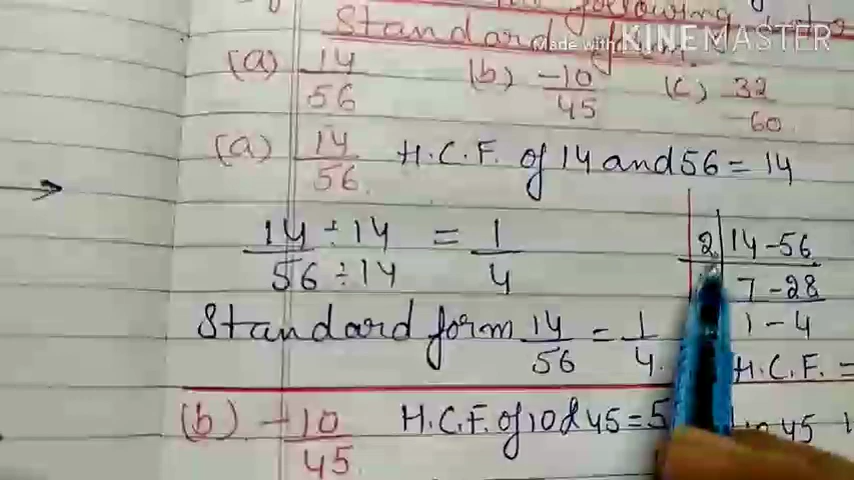 following
Standard form.
Made with KINEMASTER
(a) 14/56 (b) -10/45 (c) 32/-60
(a) 14/56. H.C.F. of 14 and 56 = 14
14 ÷ 14 / 56 ÷ 14 = 1/4
2 | 14 - 56
7 - 28
1 - 4
Standard form 14/56 = 1/4.
H.C.F. =
(b) -10/45 H.C.F. of 10 & 45 = 5
45